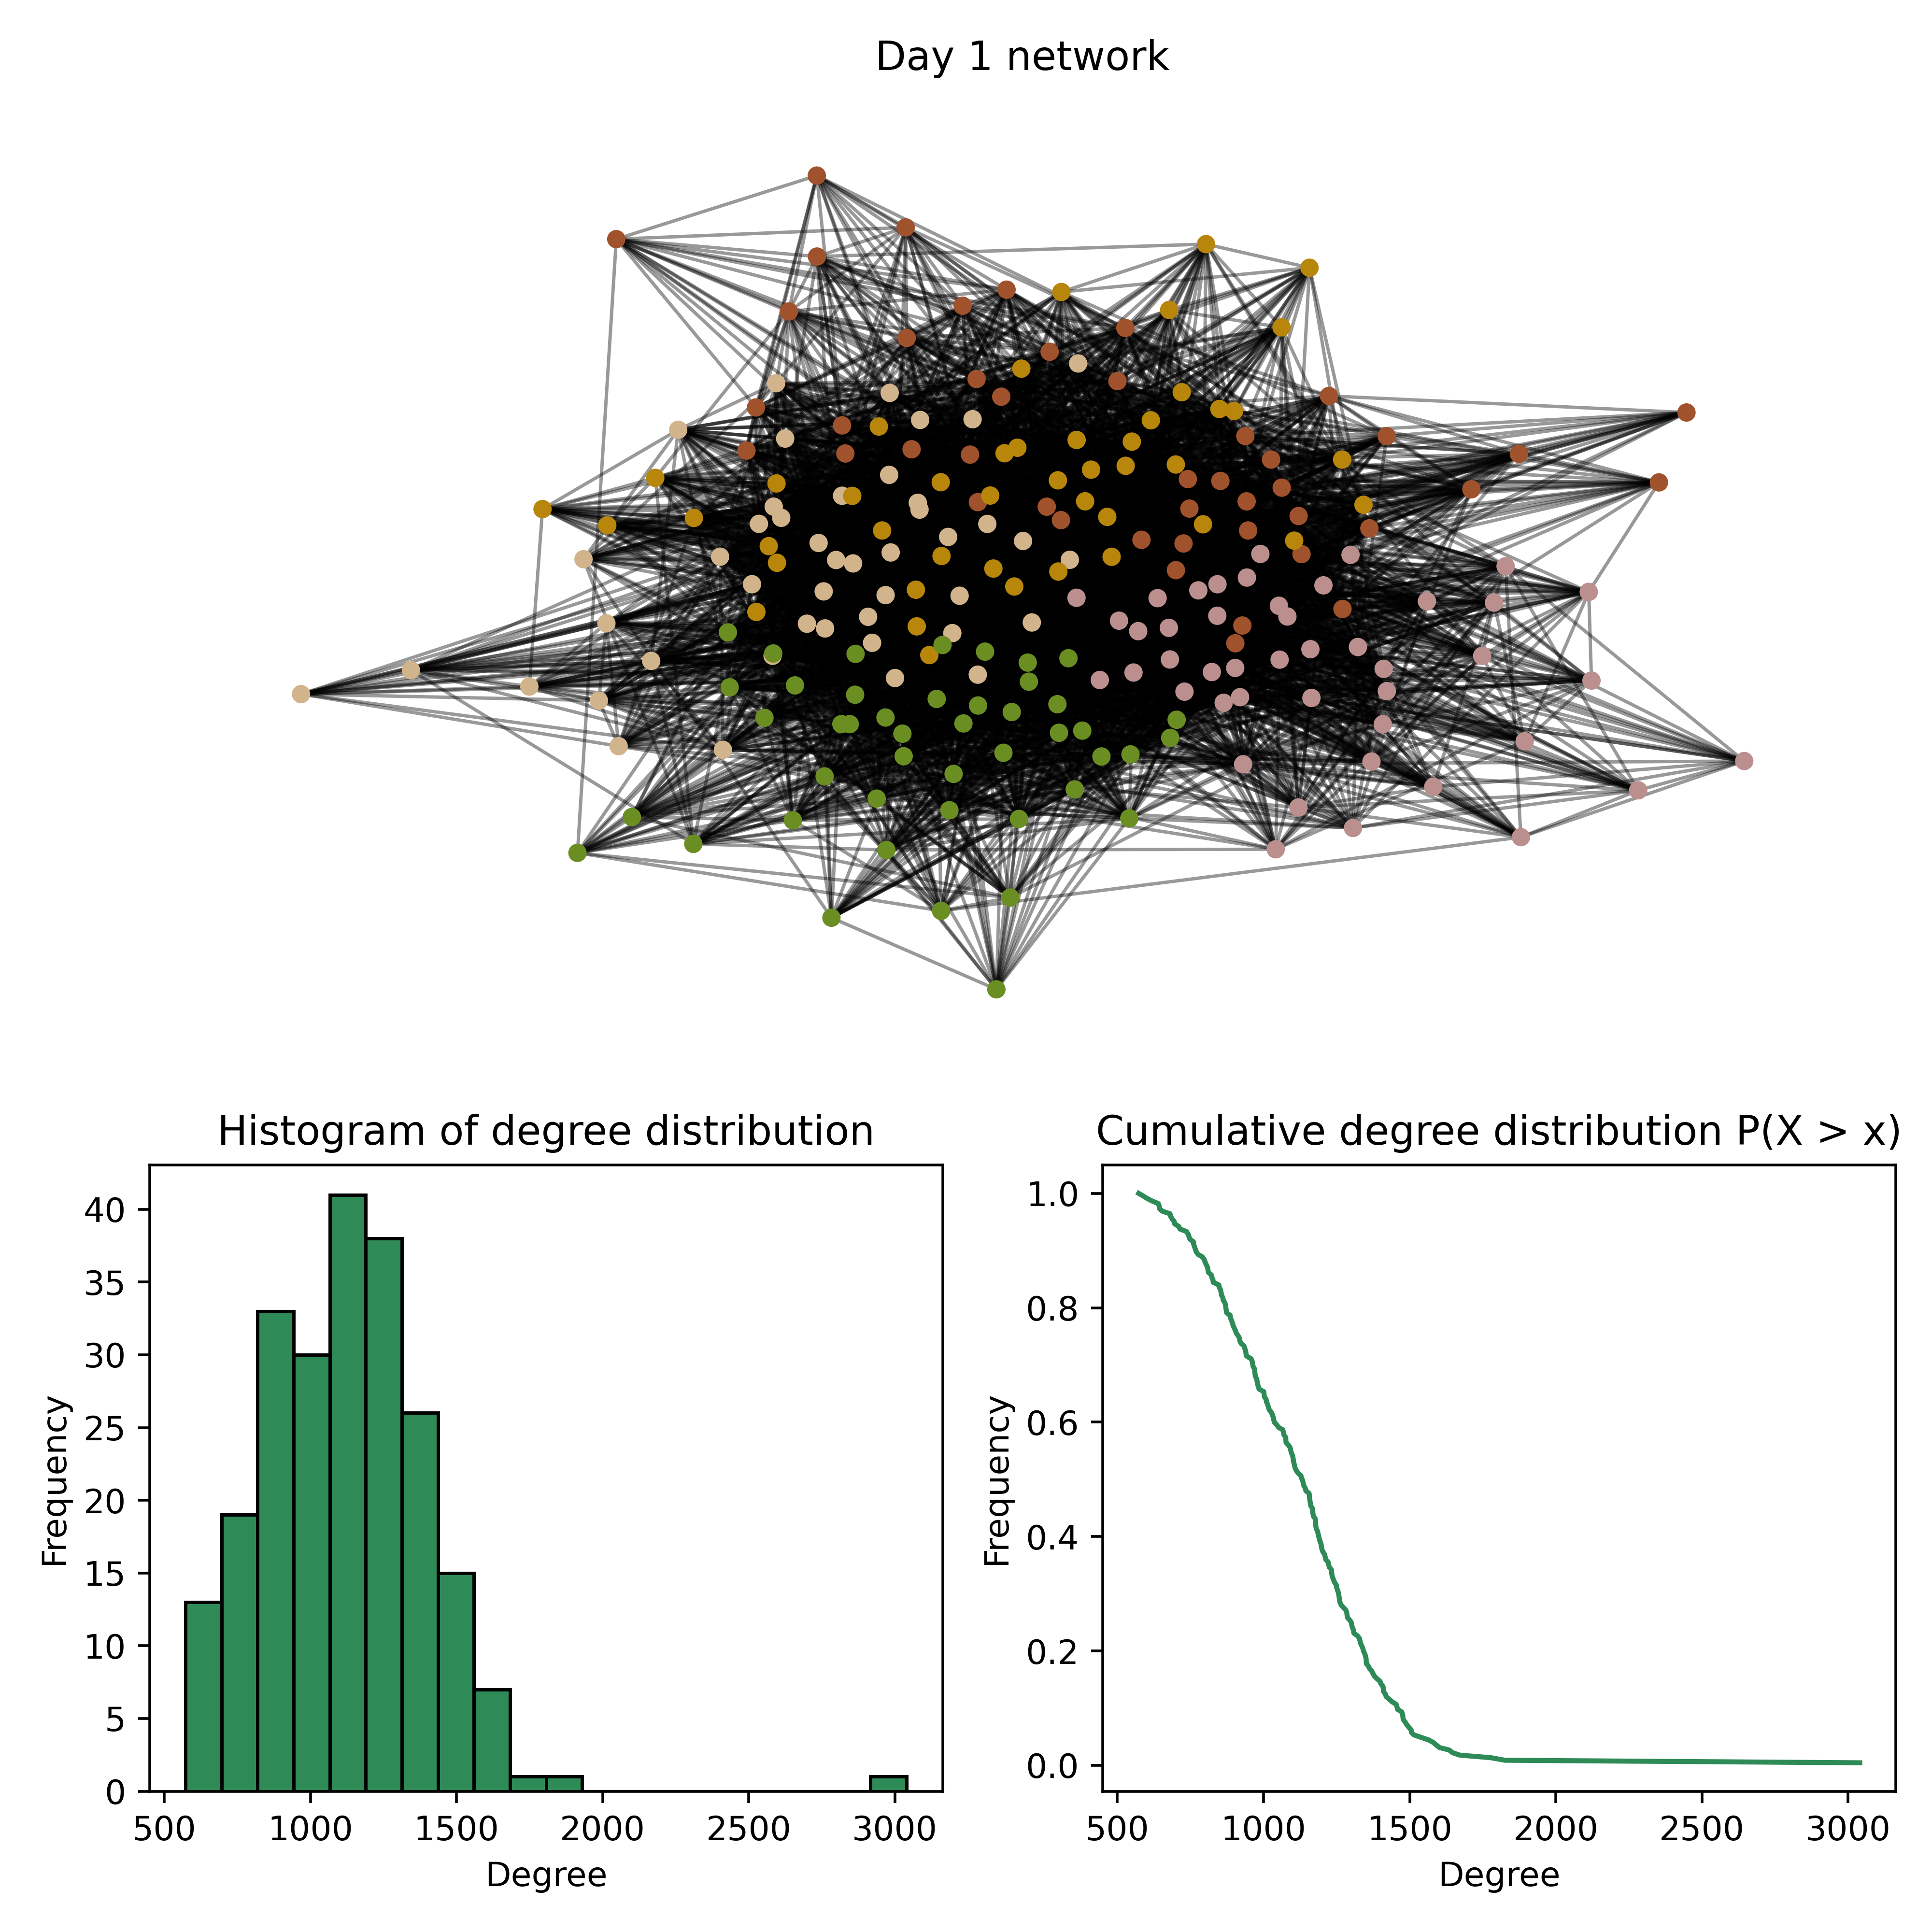 Day 1 network
Histogram of degree distribution
Frequency
40
35
30
25
20
15
10
5
0
500 1000 1500 2000 2500 3000
Degree
Cumulative degree distribution P(X > x)
Frequency
1.0
0.8
0.6
0.4
0.2
0.0
500 1000 1500 2000 2500 3000
Degree